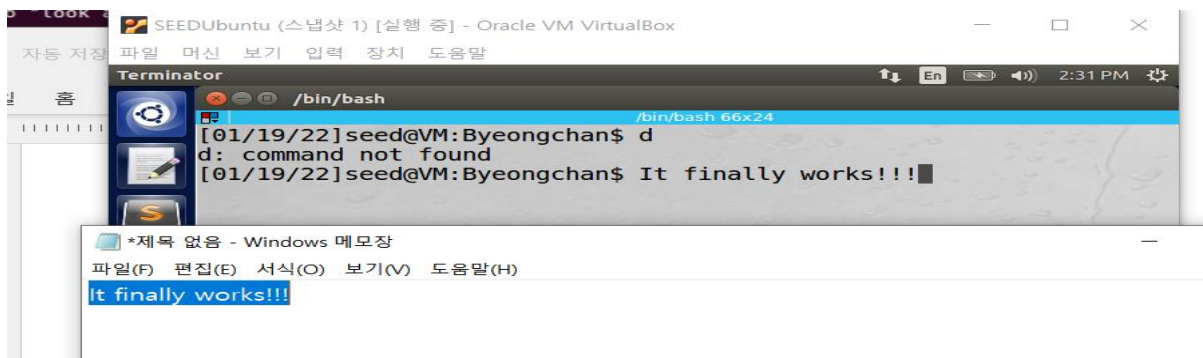 SEEDUbuntu (스냅샷 1) [실행 중] - Oracle VM VirtualBox
자동 저장
파일 머신 보기 입력 장치 도움말
Terminator En 2:31 PM
홈
/bin/bash
/bin/bash 66x24
[01/19/22]seed@VM:Byeongchan$ d
d: command not found
[01/19/22]seed@VM:Byeongchan$ It finally works!!!
*제목 없음 - Windows 메모장
파일(F) 편집(E) 서식(O) 보기(V) 도움말(H)
It finally works!!!